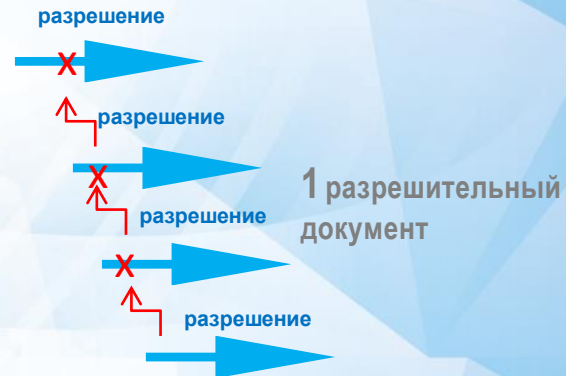 разрешение
разрешение
1 разрешительный
документ
разрешение
разрешение